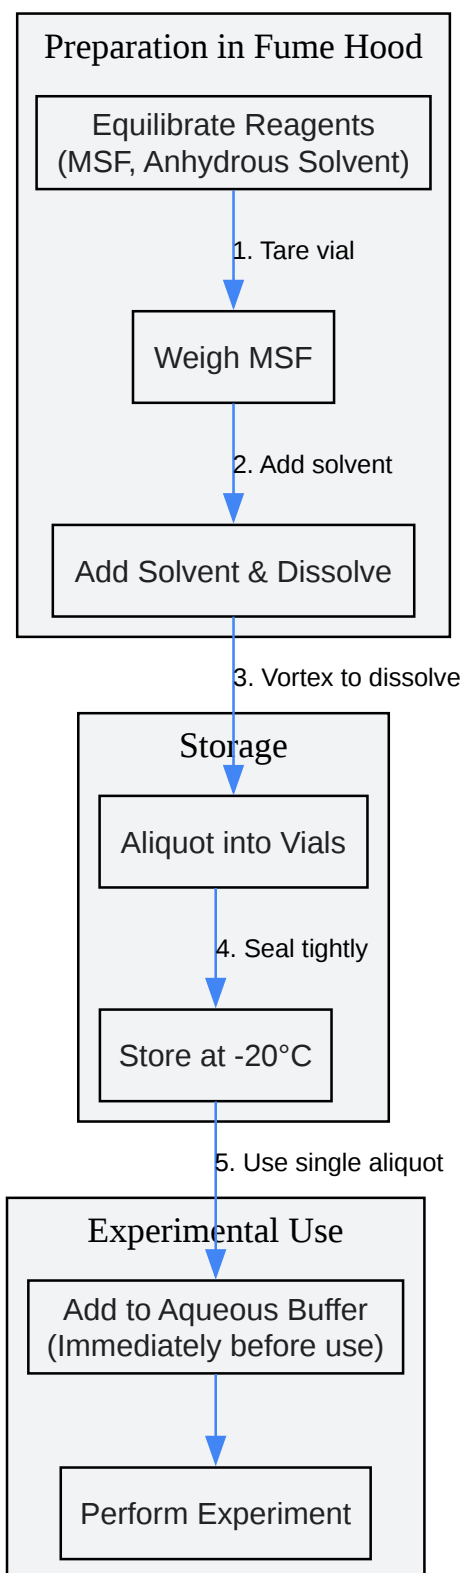 Preparation in Fume Hood
Equilibrate Reagents
(MSF, Anhydrous Solvent)
1. Tare vial
Weigh MSF
2. Add solvent
Add Solvent & Dissolve
3. Vortex to dissolve
Storage
Aliquot into Vials
4. Seal tightly
Store at -20°C
5. Use single aliquot
Experimental Use
Add to Aqueous Buffer
(Immediately before use)
Perform Experiment